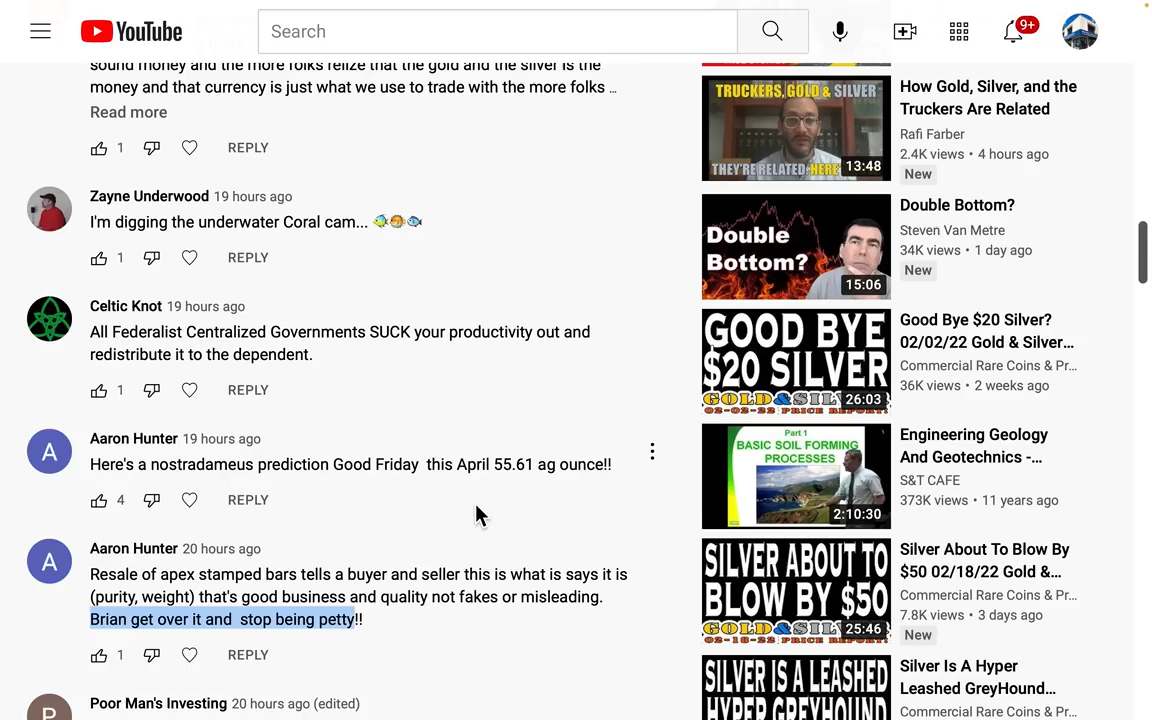 YouTube
Search
9+
sound money and the more folks relize that the gold and the silver is the
money and that currency is just what we use to trade with the more folks ...
Read more
1
REPLY
Zayne Underwood 19 hours ago
I'm digging the underwater Coral cam... 🐠🐡🐟
1
REPLY
Celtic Knot 19 hours ago
All Federalist Centralized Governments SUCK your productivity out and
redistribute it to the dependent.
1
REPLY
A
Aaron Hunter 19 hours ago
Here's a nostradameus prediction Good Friday  this April 55.61 ag ounce!!
4
REPLY
A
Aaron Hunter 20 hours ago
Resale of apex stamped bars tells a buyer and seller this is what is says it is
(purity, weight) that's good business and quality not fakes or misleading.
Brian get over it and  stop being petty!!
1
REPLY
P
Poor Man's Investing 20 hours ago (edited)
TRUCKERS, GOLD & SILVER
THEY'RE RELATED HERE
13:48
How Gold, Silver, and the
Truckers Are Related
Rafi Farber
2.4K views • 4 hours ago
New
Double
Bottom?
15:06
Double Bottom?
Steven Van Metre
34K views • 1 day ago
New
GOOD BYE
$20 SILVER
GOLD&SIL
02-02-22 PRICE REPORT!
26:03
Good Bye $20 Silver?
02/02/22 Gold & Silver...
Commercial Rare Coins & Pr...
36K views • 2 weeks ago
Part 1
BASIC SOIL FORMING
PROCESSES
2:10:30
Engineering Geology
And Geotechnics -...
S&T CAFE
373K views • 11 years ago
SILVER ABOUT TO
BLOW BY $50
GOLD&SIL
02-18-22 PRICE REPORT!
25:46
Silver About To Blow By
$50 02/18/22 Gold &...
Commercial Rare Coins & Pr...
7.8K views • 3 days ago
New
SILVER IS A LEASHED
HYPER GREYHOUND
Silver Is A Hyper
Leashed GreyHound...
Commercial Rare Coins & Pr...